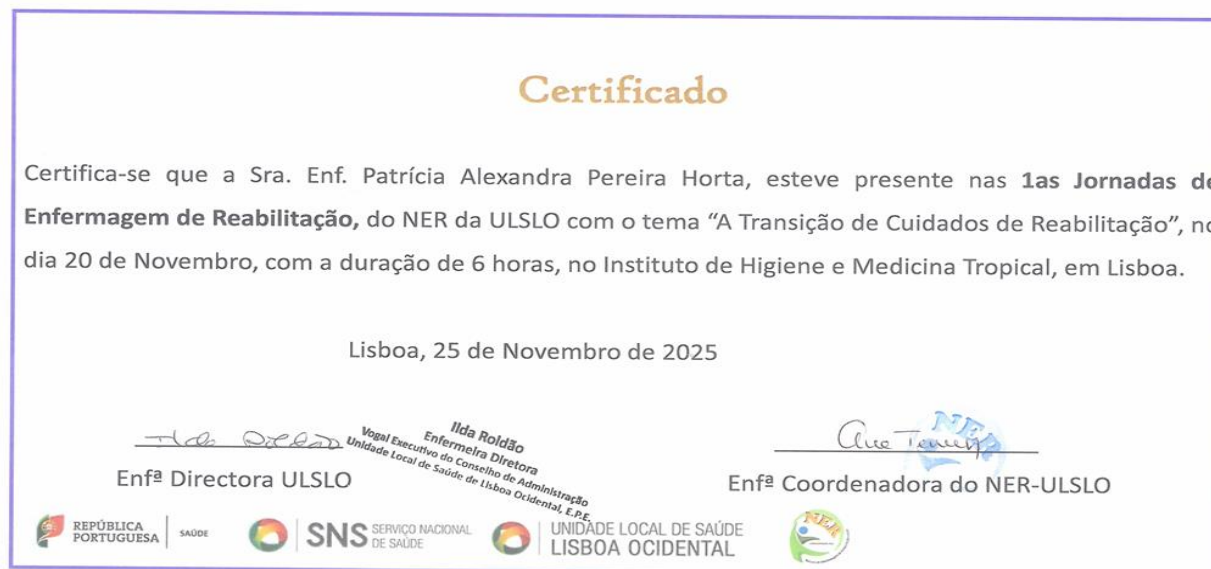 Certificado
Certifica-se que a Sra. Enf. Patrícia Alexandra Pereira Horta, esteve presente nas 1as Jornadas de
Enfermagem de Reabilitação, do NER da ULSLO com o tema “A Transição de Cuidados de Reabilitação”, no
dia 20 de Novembro, com a duração de 6 horas, no Instituto de Higiene e Medicina Tropical, em Lisboa.
Lisboa, 25 de Novembro de 2025
Ilda Roldão
Enfermeira Diretora
Vogal Executivo do Conselho de Administração
Unidade Local de Saúde de Lisboa Ocidental, E.P.E.
NER
Enfª Directora ULSLO
Enfª Coordenadora do NER-ULSLO
REPÚBLICA PORTUGUESA
SAÚDE
SNS SERVIÇO NACIONAL DE SAÚDE
UNIDADE LOCAL DE SAÚDE
LISBOA OCIDENTAL
NER